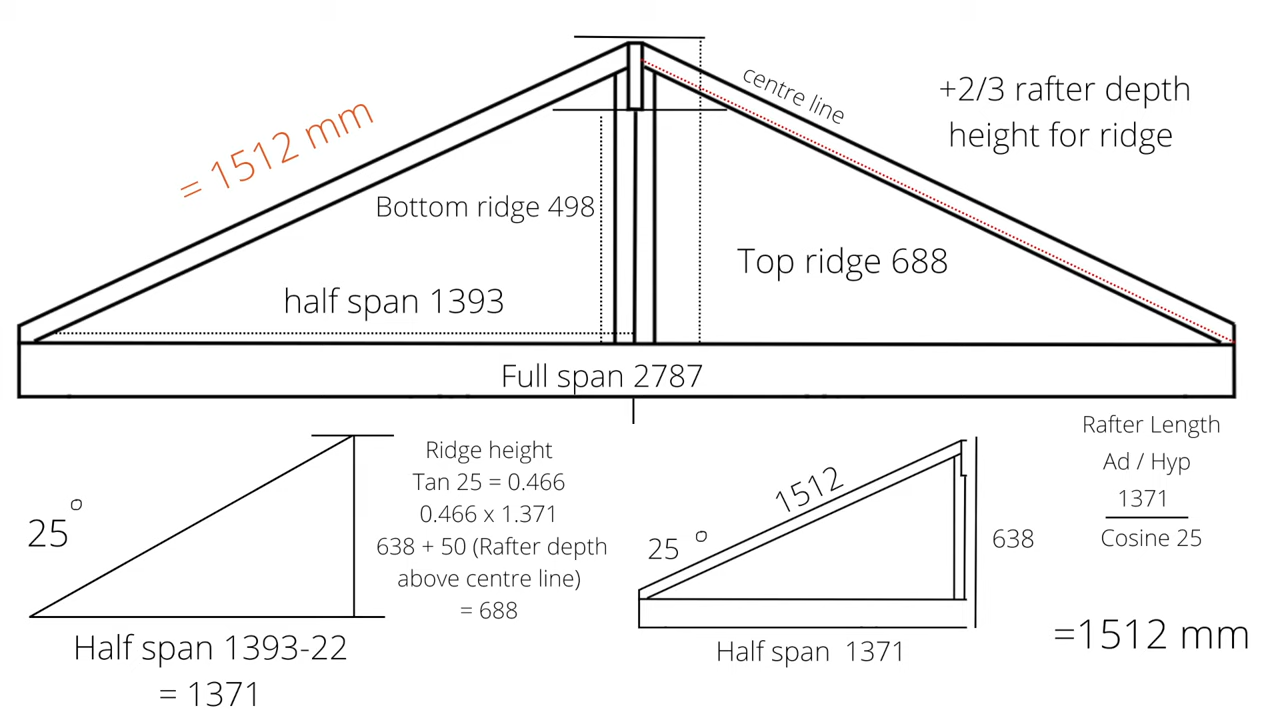 centre line
+2/3 rafter depth
height for ridge
= 1512 mm
Bottom ridge 498
Top ridge 688
half span 1393
Full span 2787
25°
Half span 1393-22
= 1371
Ridge height
Tan 25 = 0.466
0.466 x 1.371
638 + 50 (Rafter depth
above centre line)
= 688
1512
25°
638
Half span 1371
Rafter Length
Ad / Hyp
1371
Cosine 25
=1512 mm